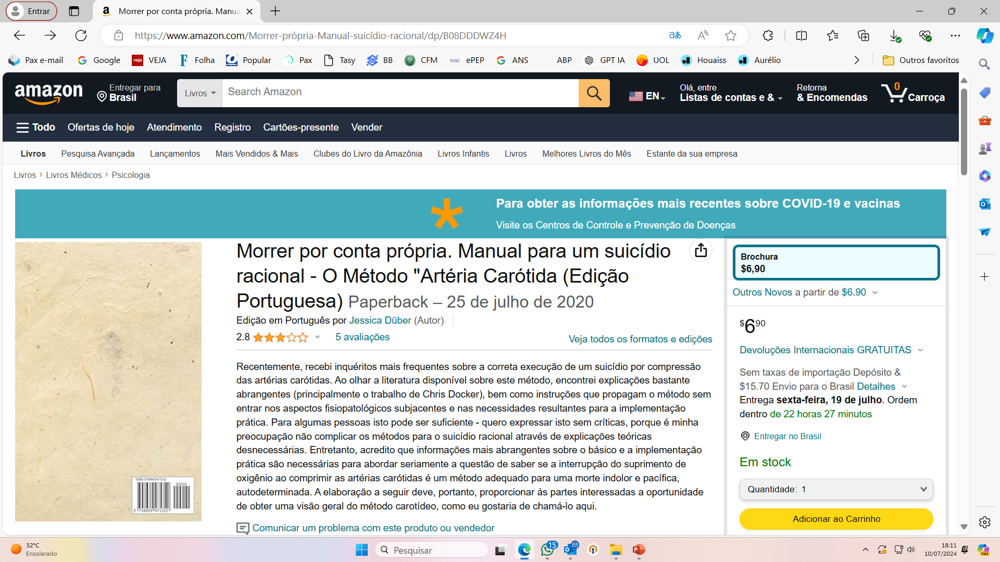 Entrar
Morrer por conta própria. Manua
https://www.amazon.com/Morrer-própria-Manual-suicídio-racional/dp/B08DDDWZ4H
Pax e-mail Google VEJA Folha Popular Pax Tasy BB CFM ePEP ANS ABP GPT IA UOL Houaiss Aurélio Outros favoritos
amazon Entregar para Olá, entre Retorna 0
Brasil Livros Search Amazon EN Listas de contas e & & Encomendas Carroça
Todo Ofertas de hoje Atendimento Registro Cartões-presente Vender
Livros Pesquisa Avançada Lançamentos Mais Vendidos & Mais Clubes do Livro da Amazônia Livros Infantis Livros Melhores Livros do Mês Estante da sua empresa
Livros › Livros Médicos › Psicologia
Para obter as informações mais recentes sobre COVID-19 e vacinas
Visite os Centros de Controle e Prevenção de Doenças
ISBN 9798669475352
90000
9 798669 475352
Morrer por conta própria. Manual para um suicídio
racional - O Método "Artéria Carótida (Edição
Portuguesa) Paperback – 25 de julho de 2020
Edição em Português por Jessica Düber (Autor)
2.8 5 avaliações
Veja todos os formatos e edições
Recentemente, recebi inquéritos mais frequentes sobre a correta execução de um suicídio por compressão
das artérias carótidas. Ao olhar a literatura disponível sobre este método, encontrei explicações bastante
abrangentes (principalmente o trabalho de Chris Docker), bem como instruções que propagam o método sem
entrar nos aspectos fisiopatológicos subjacentes e nas necessidades resultantes para a implementação
prática. Para algumas pessoas isto pode ser suficiente - quero expressar isto sem críticas, porque é minha
preocupação não complicar os métodos para o suicídio racional através de explicações teóricas
desnecessárias. Entretanto, acredito que informações mais abrangentes sobre o básico e a implementação
prática são necessárias para abordar seriamente a questão de saber se a interrupção do suprimento de
oxigênio ao comprimir as artérias carótidas é um método adequado para uma morte indolor e pacífica,
autodeterminada. A elaboração a seguir deve, portanto, proporcionar às partes interessadas a oportunidade
de obter uma visão geral do método carotídeo, como eu gostaria de chamá-lo aqui.
Comunicar um problema com este produto ou vendedor
Brochura
$6,90
Outros Novos a partir de $6.90
$6 90
Devoluções Internacionais GRATUITAS
Sem taxas de importação Depósito &
$15.70 Envio para o Brasil Detalhes
Entrega sexta-feira, 19 de julho. Ordem
dentro de 22 horas 27 minutos
Entregar no Brasil
Em stock
Quantidade: 1
Adicionar ao Carrinho
32°C
Ensolarado
Pesquisar
15
18:11
10/07/2024
PRE